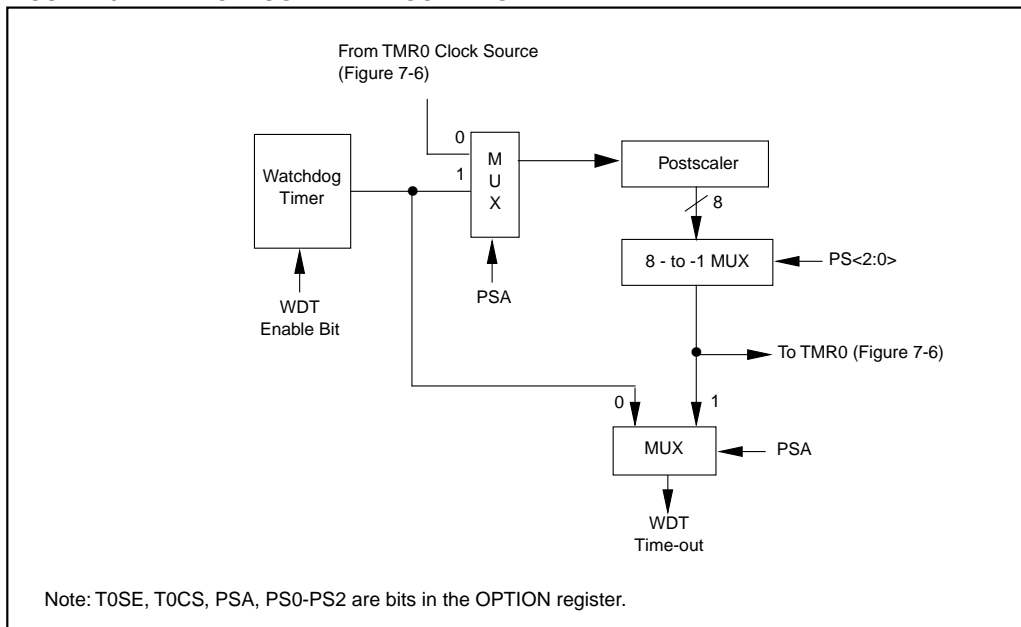 From TMR0 Clock Source
(Figure 7-6)
0
1
M
U
X
Watchdog
Timer
Postscaler
8
8 - to -1 MUX
PS<2:0>
PSA
WDT
Enable Bit
To TMR0 (Figure 7-6)
0
1
MUX
PSA
WDT
Time-out
Note: T0SE, T0CS, PSA, PS0-PS2 are bits in the OPTION register.